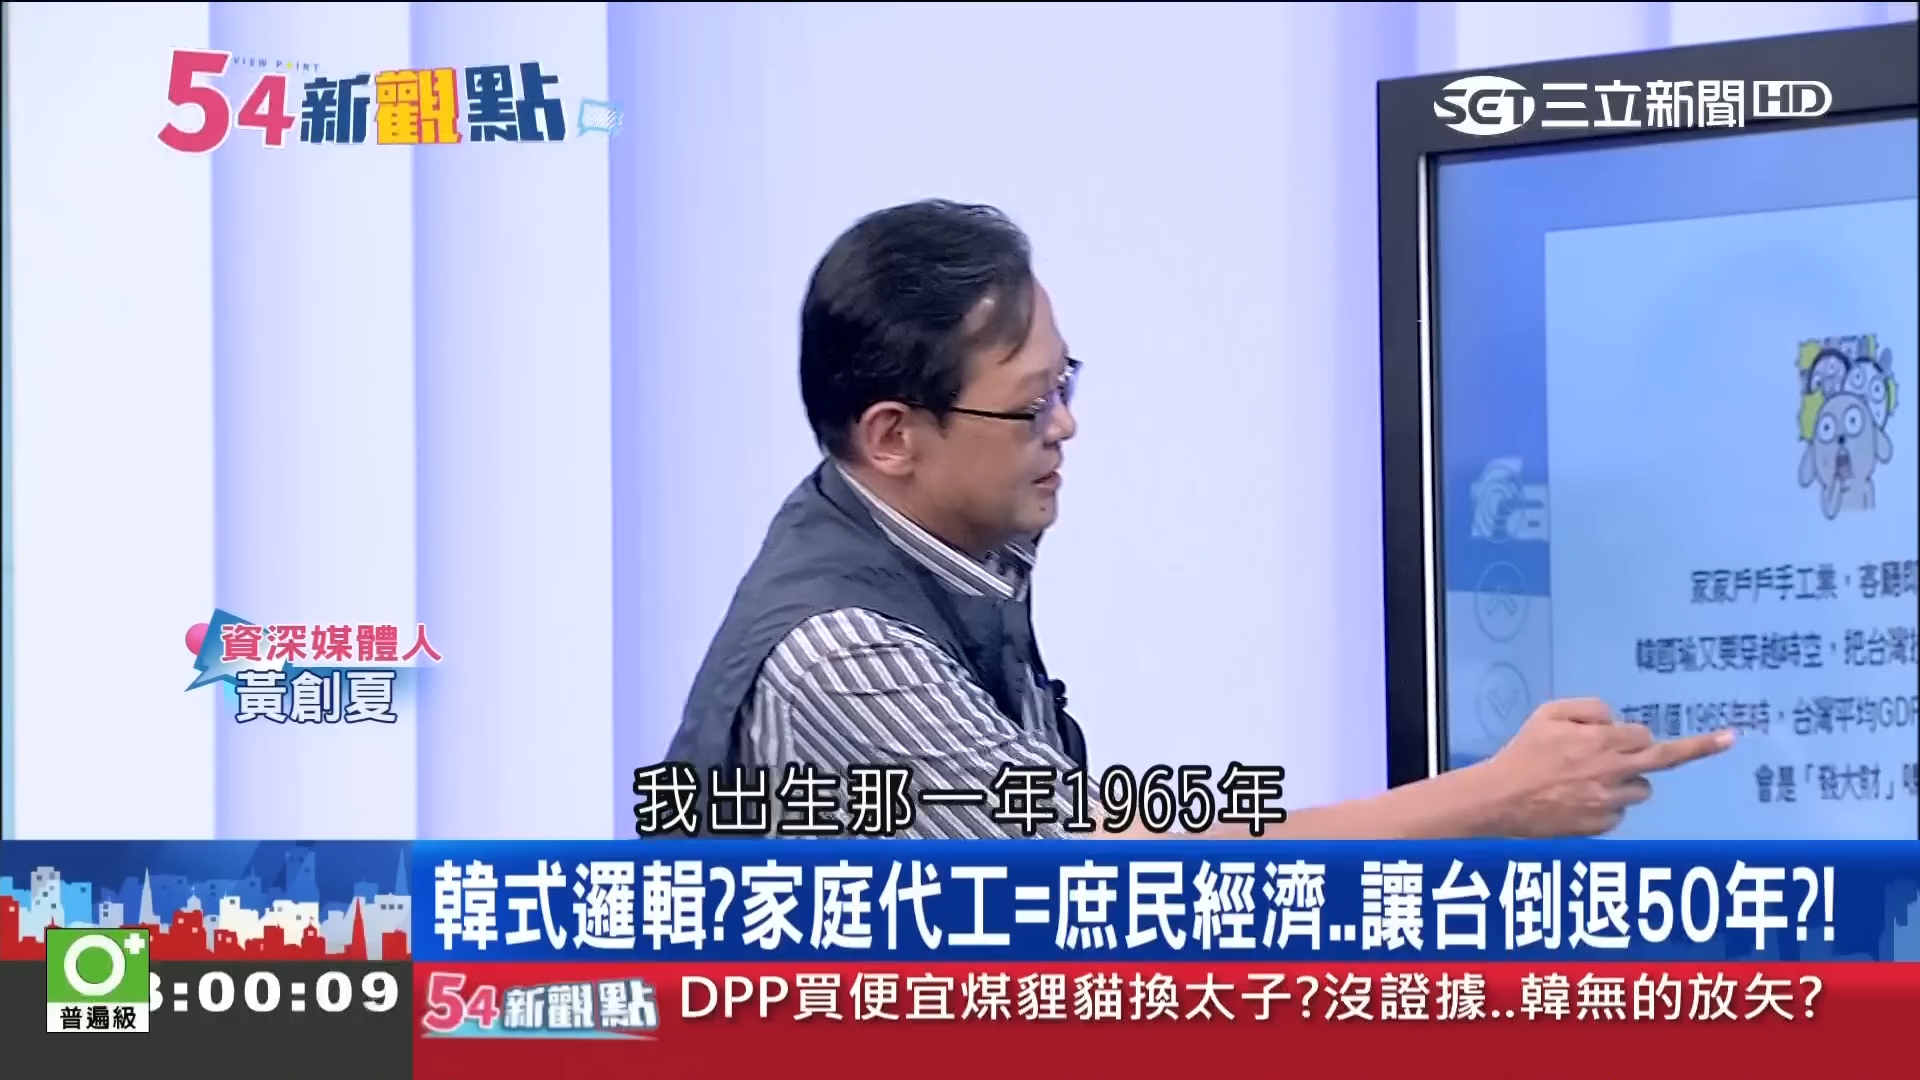 VIEW POINT
54新觀點
SET三立新聞HD
家家戶戶手工業，客廳即
韓國瑜又要穿越時空，把台灣
在那個1965年時，台灣平均GDP
會是「發大財」嗎
資深媒體人
黃創夏
我出生那一年1965年
韓式邏輯?家庭代工=庶民經濟..讓台倒退50年?!
:00:09
普遍級
54新觀點
DPP買便宜煤貍貓換太子?沒證據..韓無的放矢?